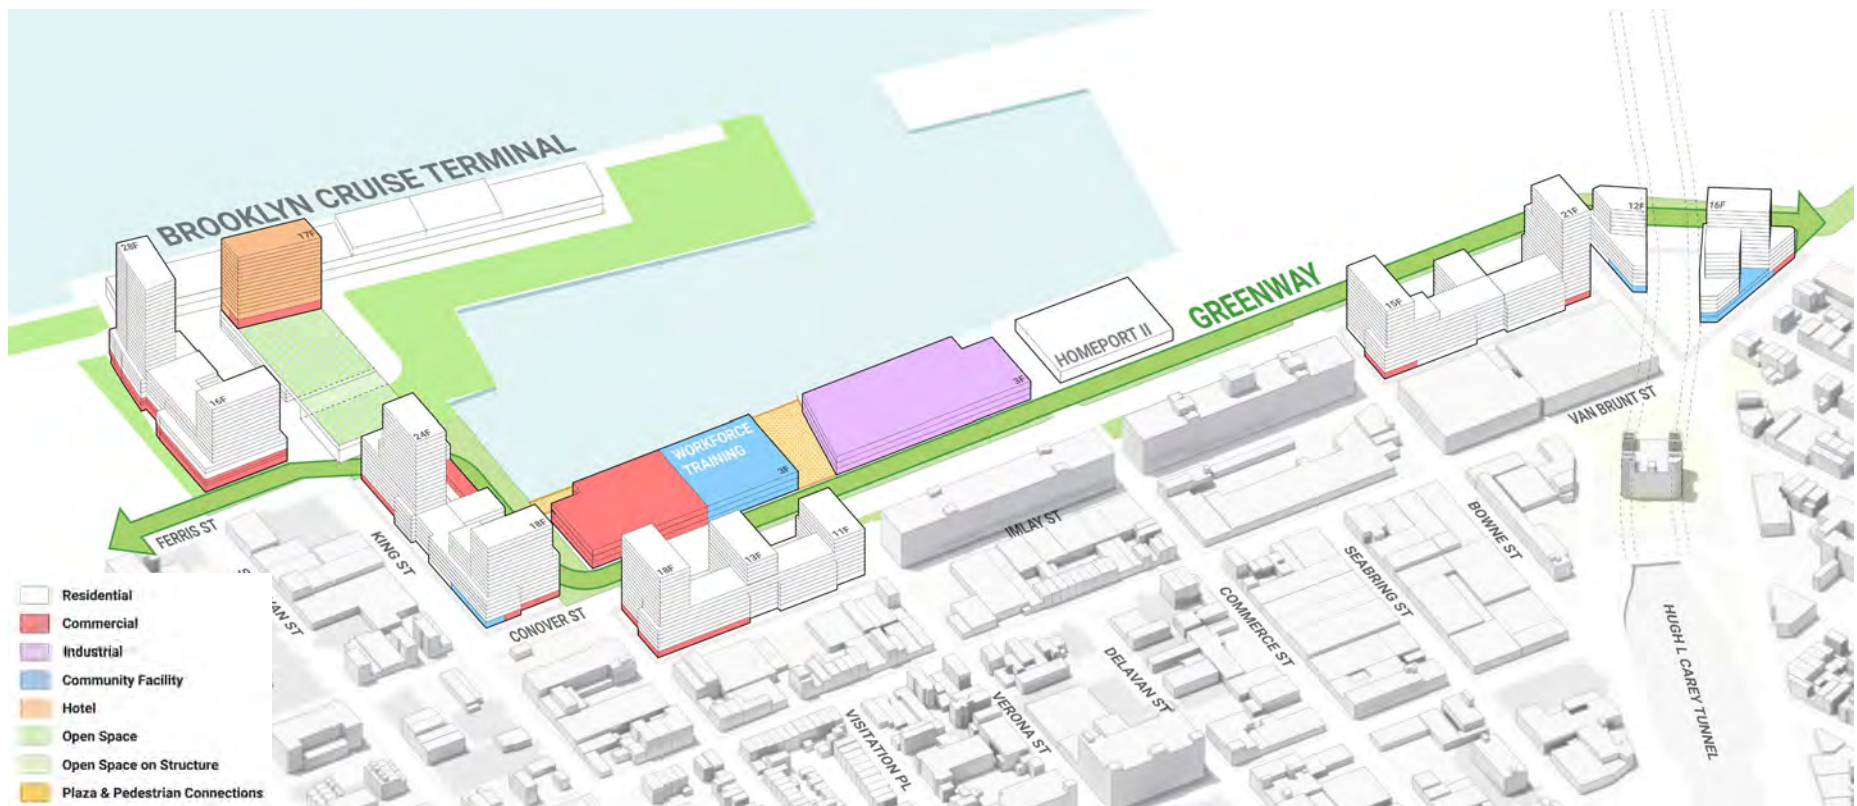 BROOKLYN CRUISE TERMINAL
28F
17F
16F
24F
18F
WORKFORCE
TRAINING
3F
3F
HOMEPORT II
GREENWAY
15F
21F
12F
16F
18F
13F
11F
FERRIS ST
KING ST
CONOVER ST
IMLAY ST
VAN BRUNT ST
BOWNE ST
SEABRING ST
COMMERCE ST
DELAVAN ST
VERONA ST
VISITATION PL
HUGH L CAREY TUNNEL
Residential
Commercial
Industrial
Community Facility
Hotel
Open Space
Open Space on Structure
Plaza & Pedestrian Connections